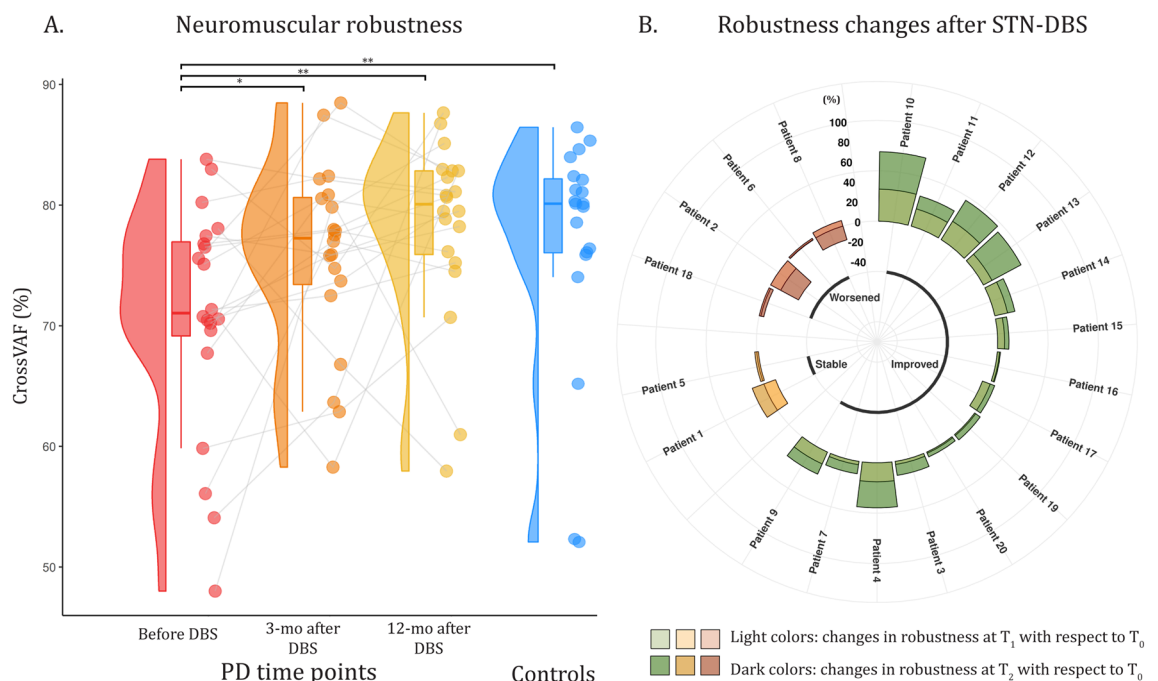 A.
Neuromuscular robustness
**
**
*
90
80
70
60
50
CrossVAF (%)
Before DBS
3-mo after
DBS
12-mo after
DBS
PD time points
Controls
B.
Robustness changes after STN-DBS
(%)
100
80
60
40
20
0
-20
-40
Patient 10
Patient 11
Patient 12
Patient 13
Patient 14
Patient 15
Patient 16
Patient 17
Patient 19
Patient 20
Patient 3
Patient 4
Patient 7
Patient 9
Patient 1
Patient 5
Patient 18
Patient 2
Patient 6
Patient 8
Worsened
Stable
Improved
Light colors: changes in robustness at T1 with respect to T0
Dark colors: changes in robustness at T2 with respect to T0